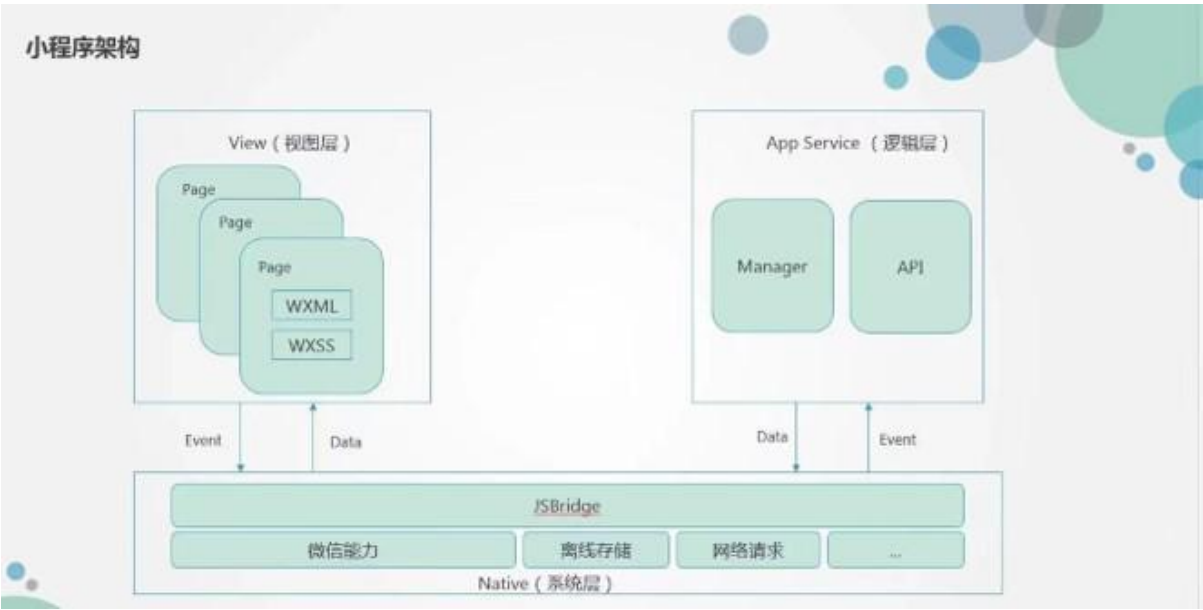 小程序架构
View（视图层）
Page
Page
Page
WXML
WXSS
App Service （逻辑层）
Manager
API
Event
Data
Data
Event
JSBridge
微信能力
离线存储
网络请求
...
Native（系统层）